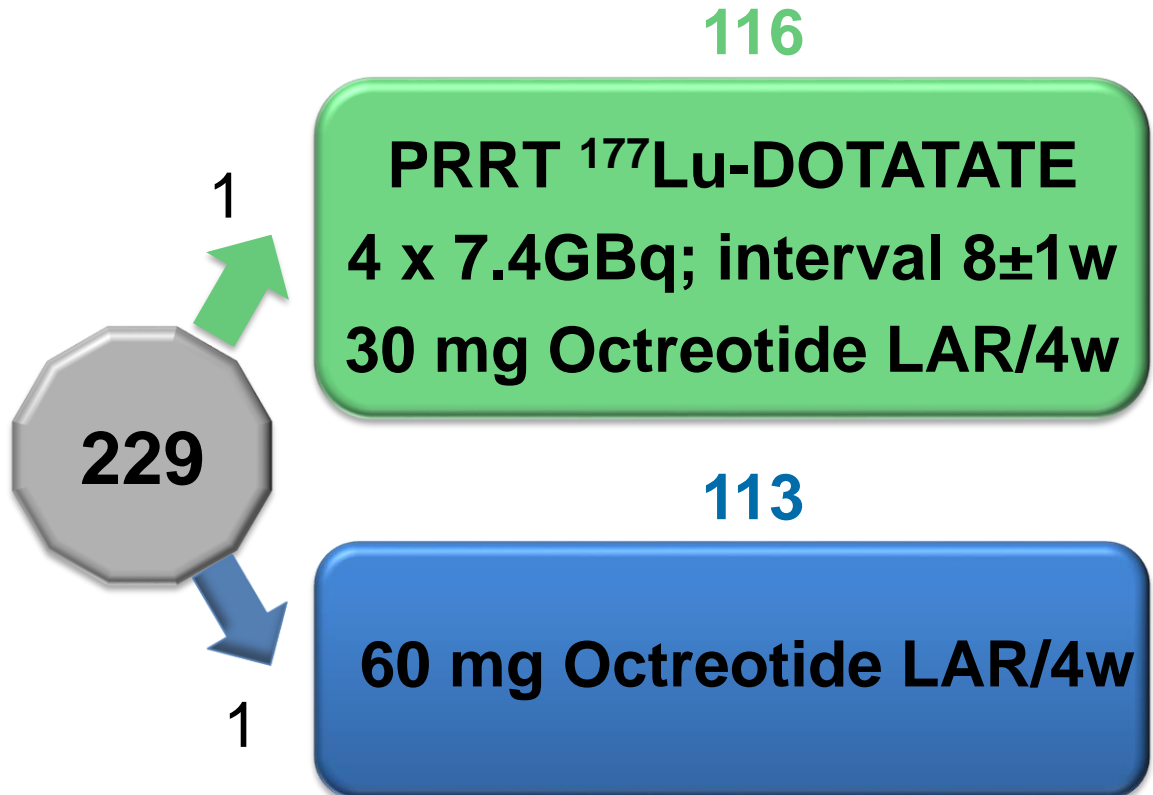 116
PRRT ¹⁷⁷Lu-DOTATATE
4 x 7.4GBq; interval 8±1w
30 mg Octreotide LAR/4w
1
229
113
60 mg Octreotide LAR/4w
1